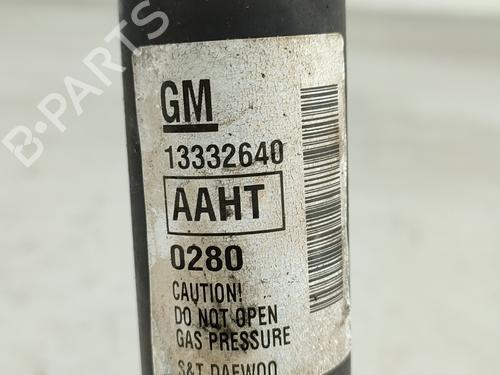 B-PARTS
GM
13332640
AAHT
0280
CAUTION!
DO NOT OPEN
GAS PRESSURE
S&T DAEWOO